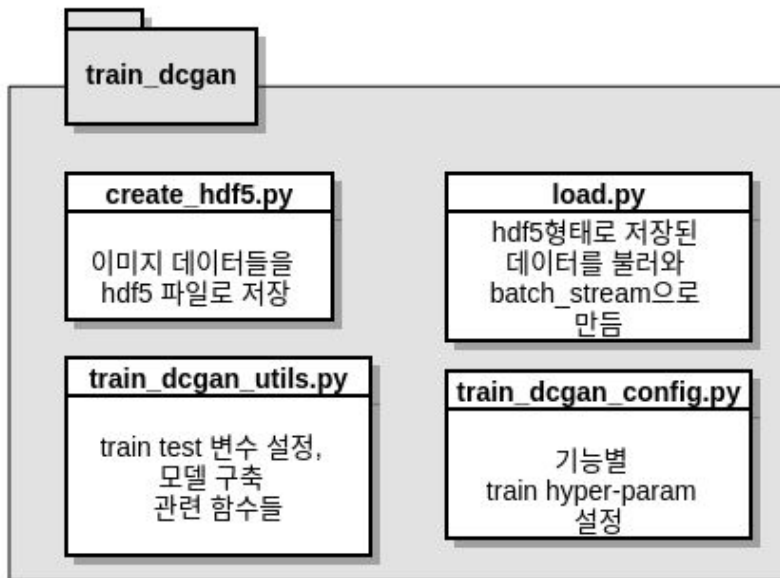 train_dcgan
create_hdf5.py
이미지 데이터들을
hdf5 파일로 저장
load.py
hdf5형태로 저장된
데이터를 불러와
batch_stream으로
만듬
train_dcgan_utils.py
train test 변수 설정,
모델 구축
관련 함수들
train_dcgan_config.py
기능별
train hyper-param
설정